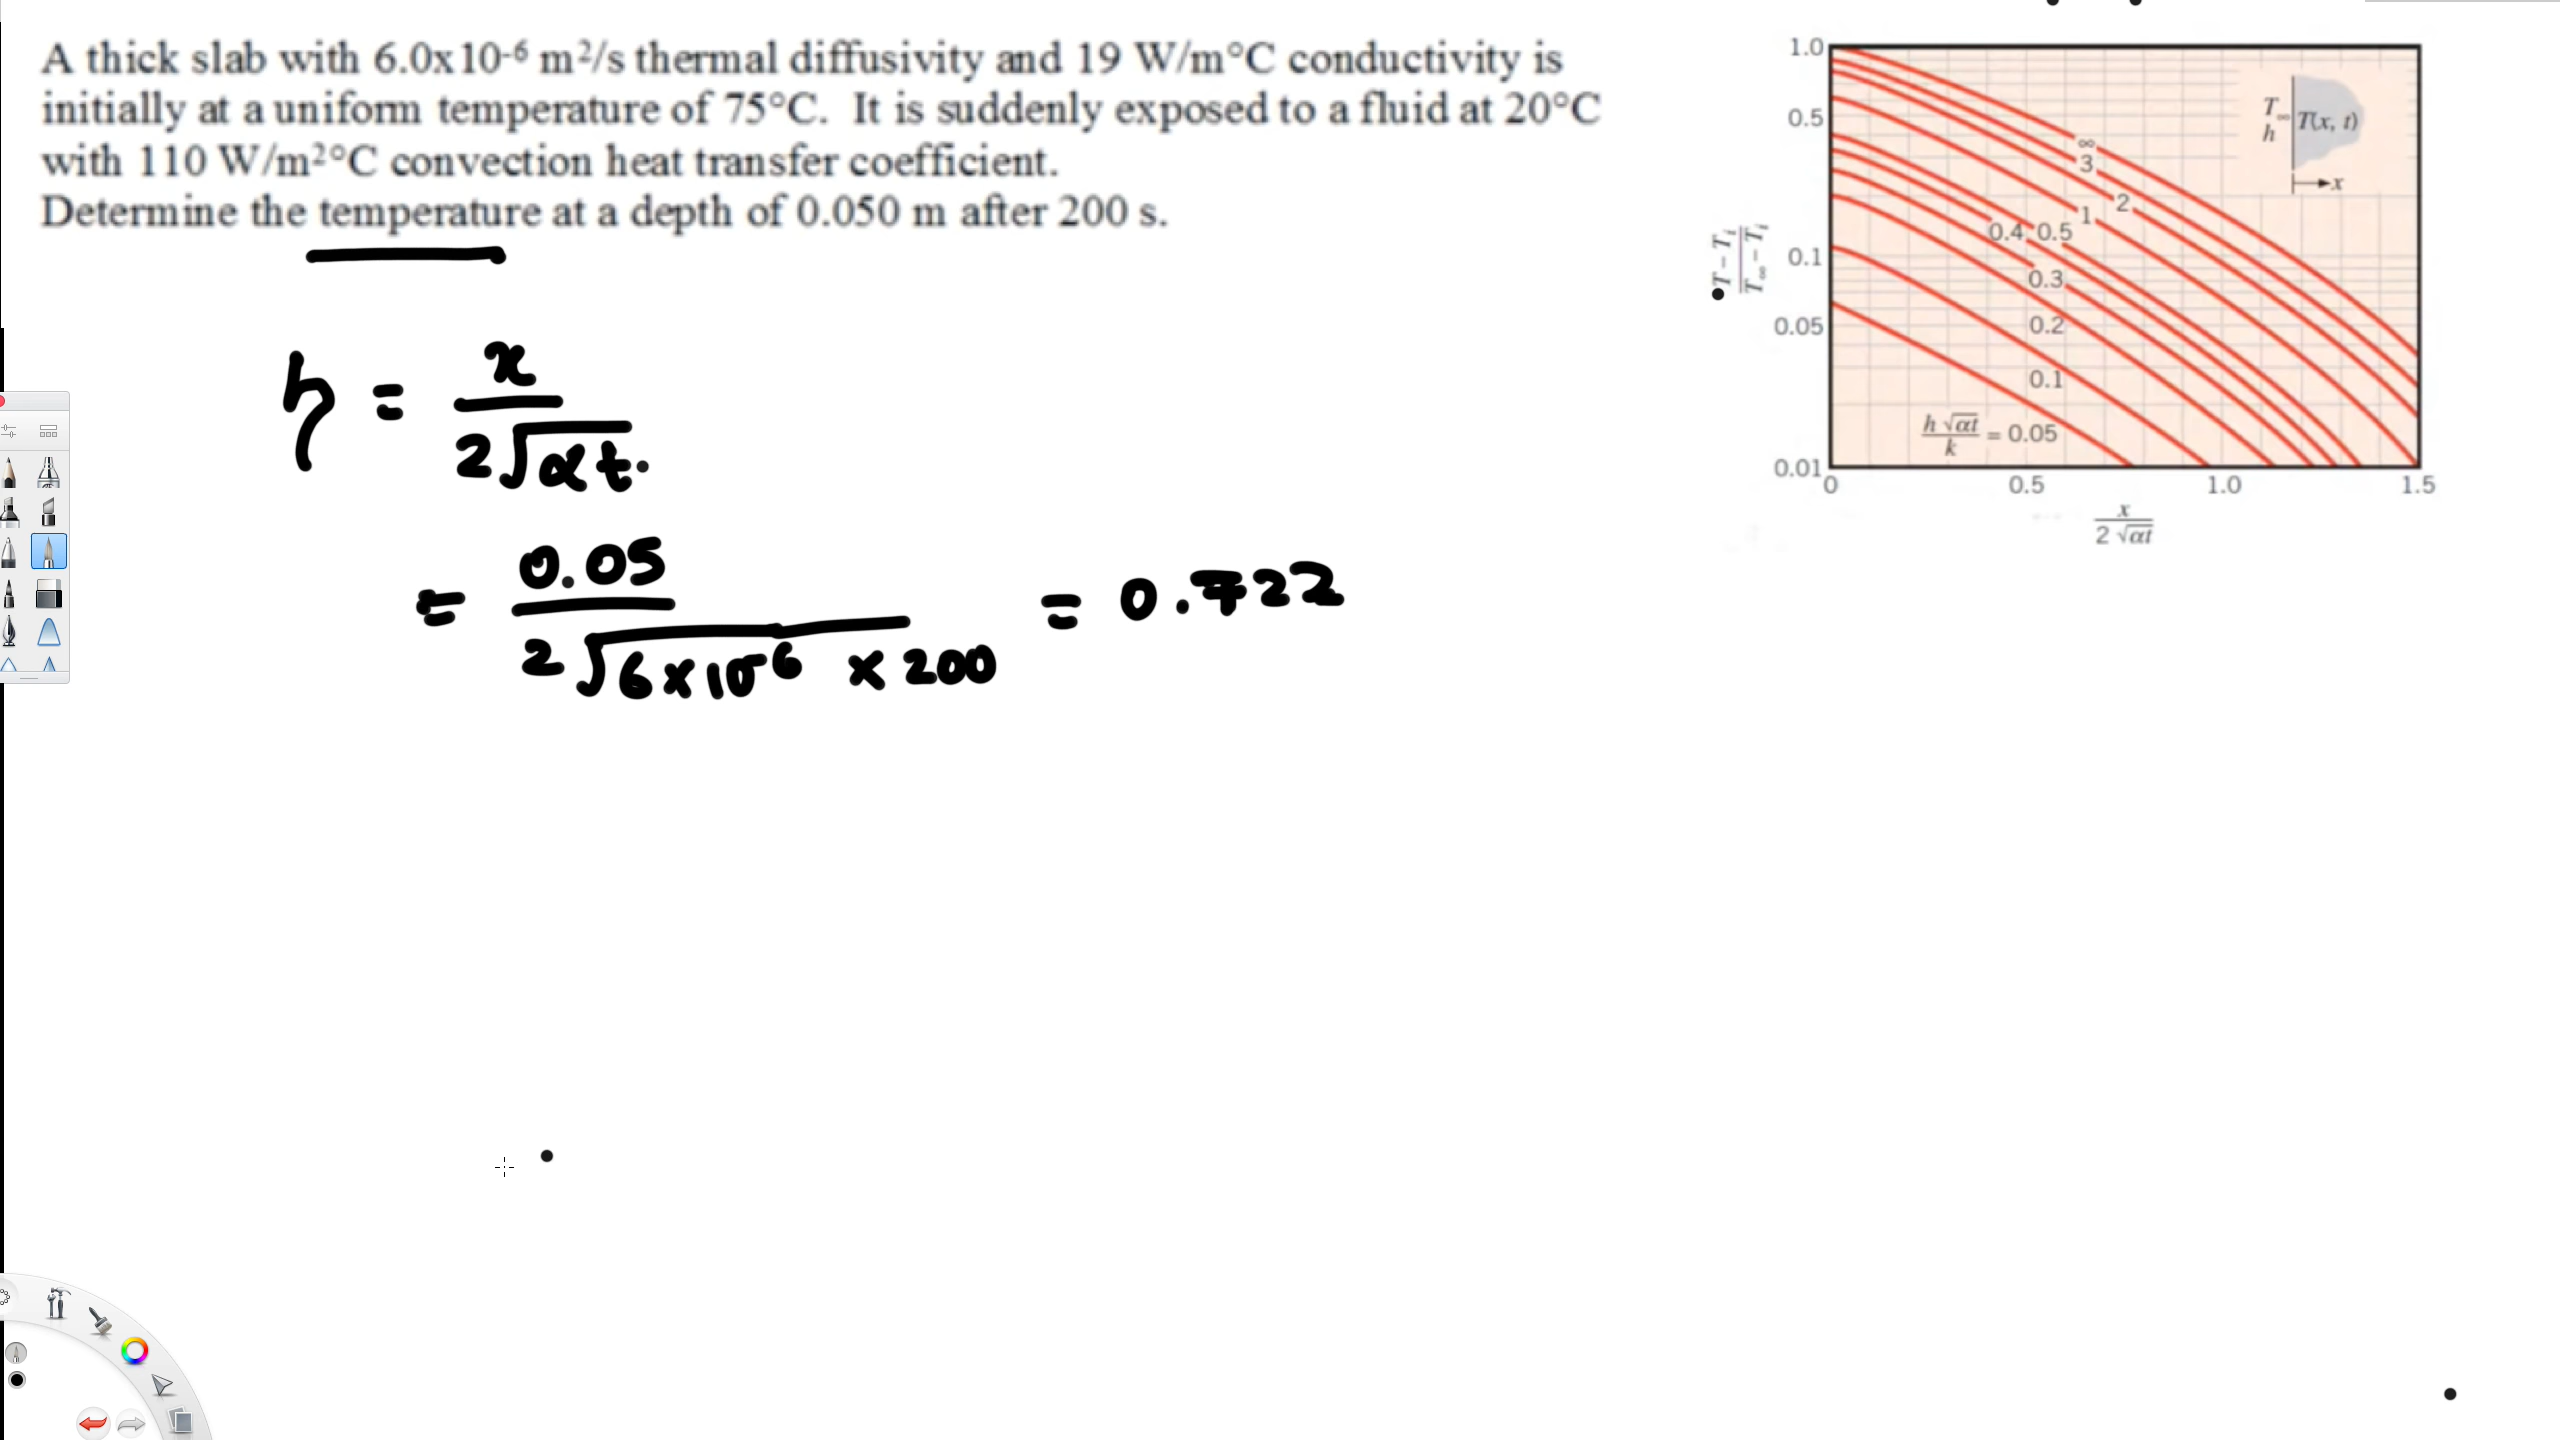 A thick slab with 6.0x10⁻⁶ m²/s thermal diffusivity and 19 W/m°C conductivity is
initially at a uniform temperature of 75°C. It is suddenly exposed to a fluid at 20°C
with 110 W/m²°C convection heat transfer coefficient.
Determine the temperature at a depth of 0.050 m after 200 s.
η = x / 2√αt
= 0.05 / 2√6x10⁻⁶ x 200 = 0.722
1.0
0.5
0.1
0.05
0.01
T − Tᵢ / T∞ − Tᵢ
∞
3
2
1
0.4 0.5
0.3
0.2
0.1
h √αt / k = 0.05
T∞
h
T(x, t)
x
0 0.5 1.0 1.5
x / 2 √αt